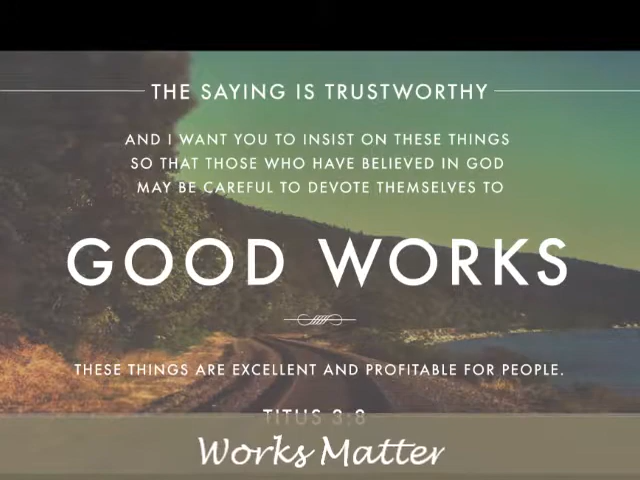 THE SAYING IS TRUSTWORTHY
AND I WANT YOU TO INSIST ON THESE THINGS
SO THAT THOSE WHO HAVE BELIEVED IN GOD
MAY BE CAREFUL TO DEVOTE THEMSELVES TO
GOOD WORKS
THESE THINGS ARE EXCELLENT AND PROFITABLE FOR PEOPLE.
TITUS 3:8
Works Matter